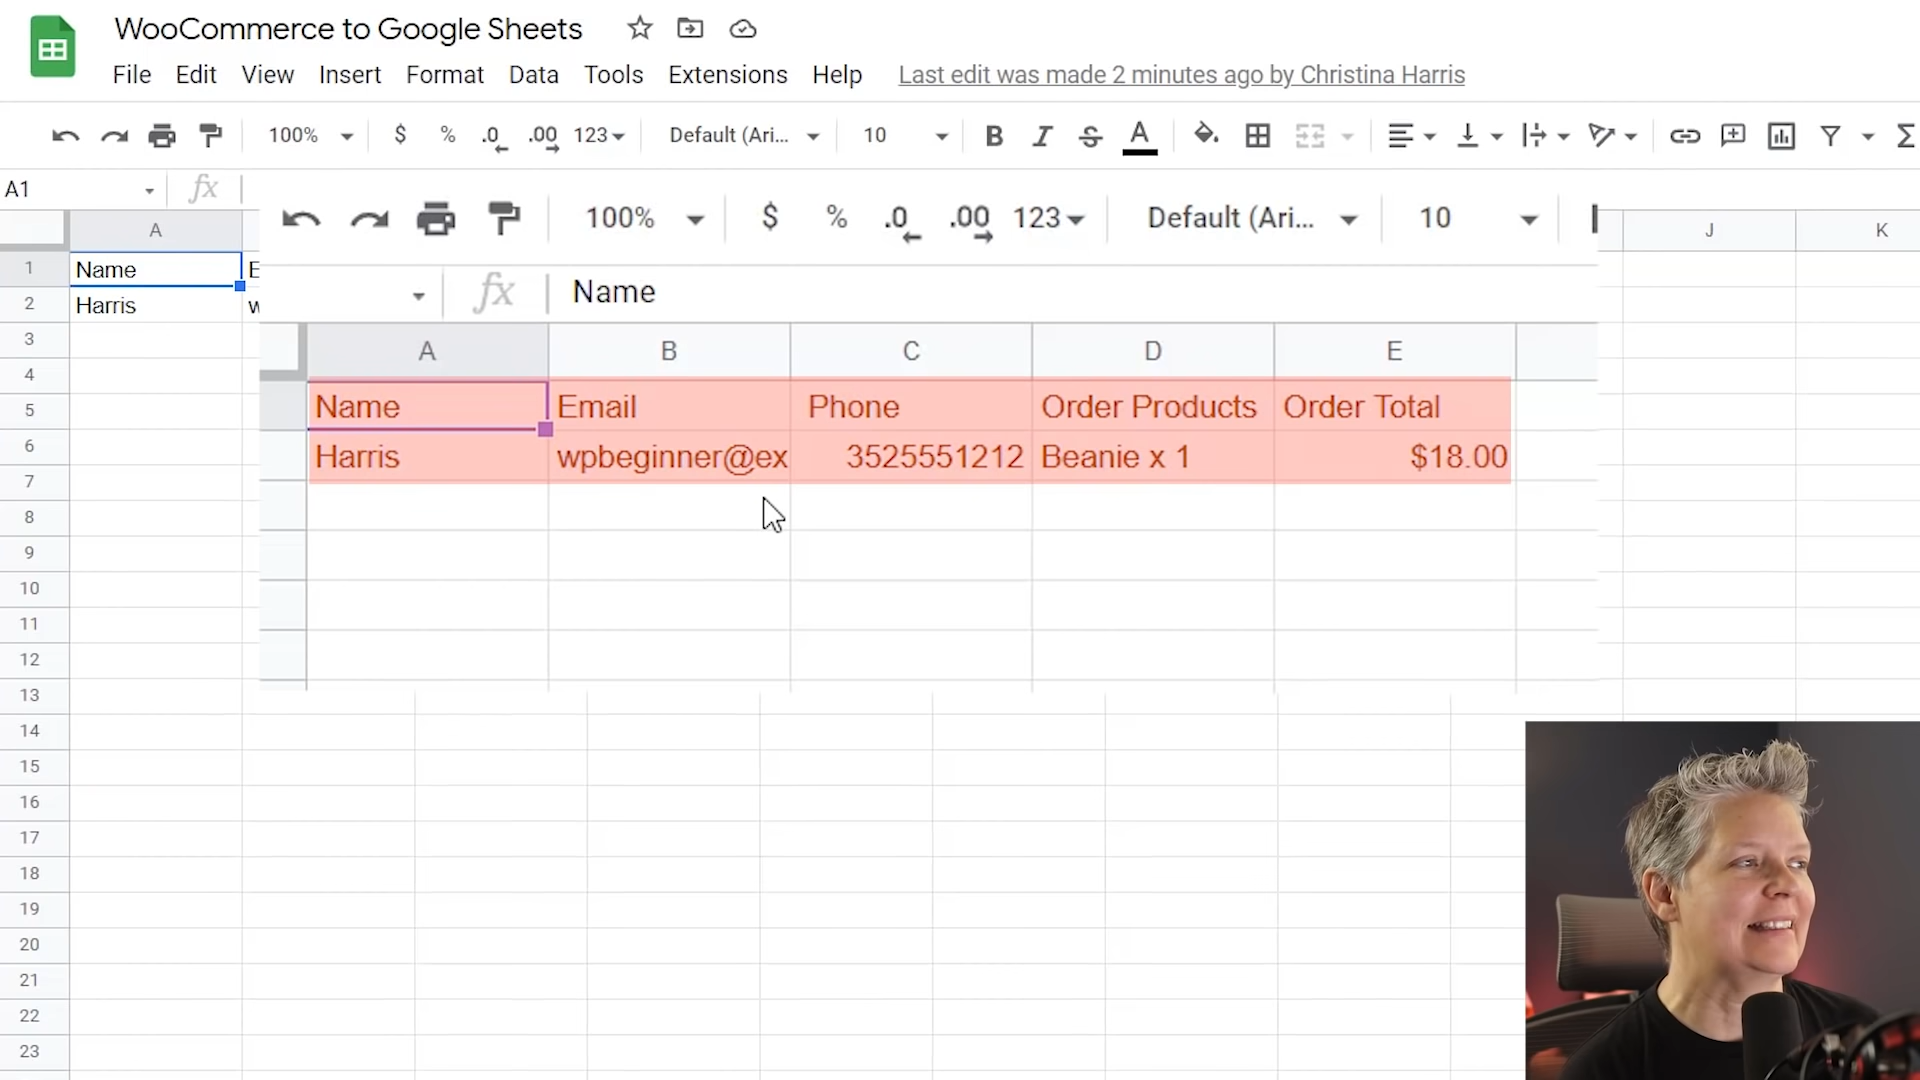 WooCommerce to Google Sheets
File Edit View Insert Format Data Tools Extensions Help Last edit was made 2 minutes ago by Christina Harris
100% $ % .0 .00 123 Default (Ari... 10 B I S A Σ
A1 fx
A J K
100% $ % .0 .00 123 Default (Ari... 10
fx Name
A B C D E
Name Email Phone Order Products Order Total
Harris wpbeginner@ex 3525551212 Beanie x 1 $18.00
1 Name E
2 Harris w
3
4
5
6
7
8
9
10
11
12
13
14
15
16
17
18
19
20
21
22
23